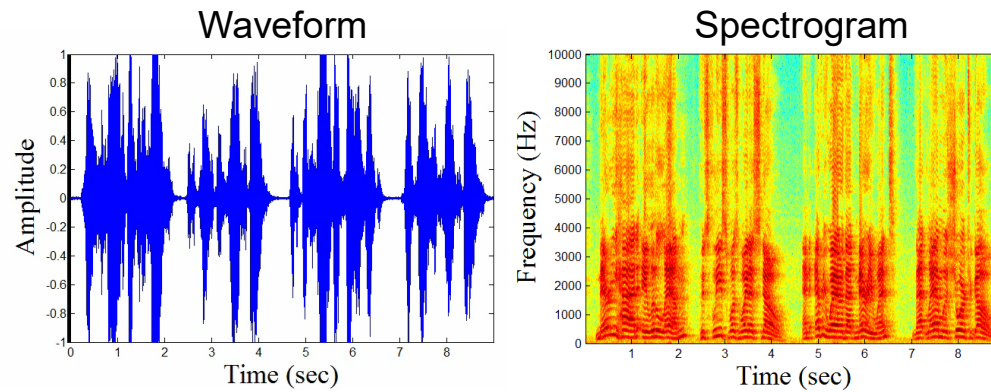 Waveform
Spectrogram
1
0.8
0.6
0.4
0.2
0
-0.2
-0.4
-0.6
-0.8
-1
Amplitude
0 1 2 3 4 5 6 7 8
Time (sec)
10000
9000
8000
7000
6000
5000
4000
3000
2000
1000
0
Frequency (Hz)
1 2 3 4 5 6 7 8
Time (sec)